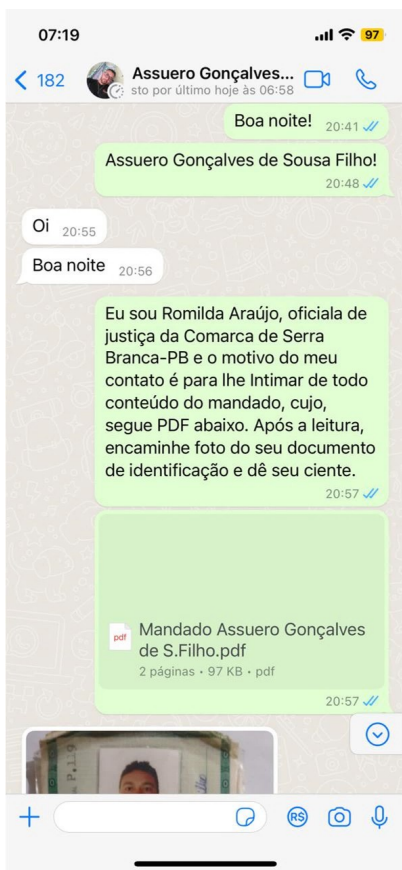 07:19
97
182
Assuero Gonçalves...
sto por último hoje às 06:58
Boa noite!
20:41
Assuero Gonçalves de Sousa Filho!
20:48
Oi
20:55
Boa noite
20:56
Eu sou Romilda Araújo, oficiala de
justiça da Comarca de Serra
Branca-PB e o motivo do meu
contato é para lhe Intimar de todo
conteúdo do mandado, cujo,
segue PDF abaixo. Após a leitura,
encaminhe foto do seu documento
de identificação e dê seu ciente.
20:57
pdf
Mandado Assuero Gonçalves
de S.Filho.pdf
2 páginas • 97 KB • pdf
20:57
P.19
R$